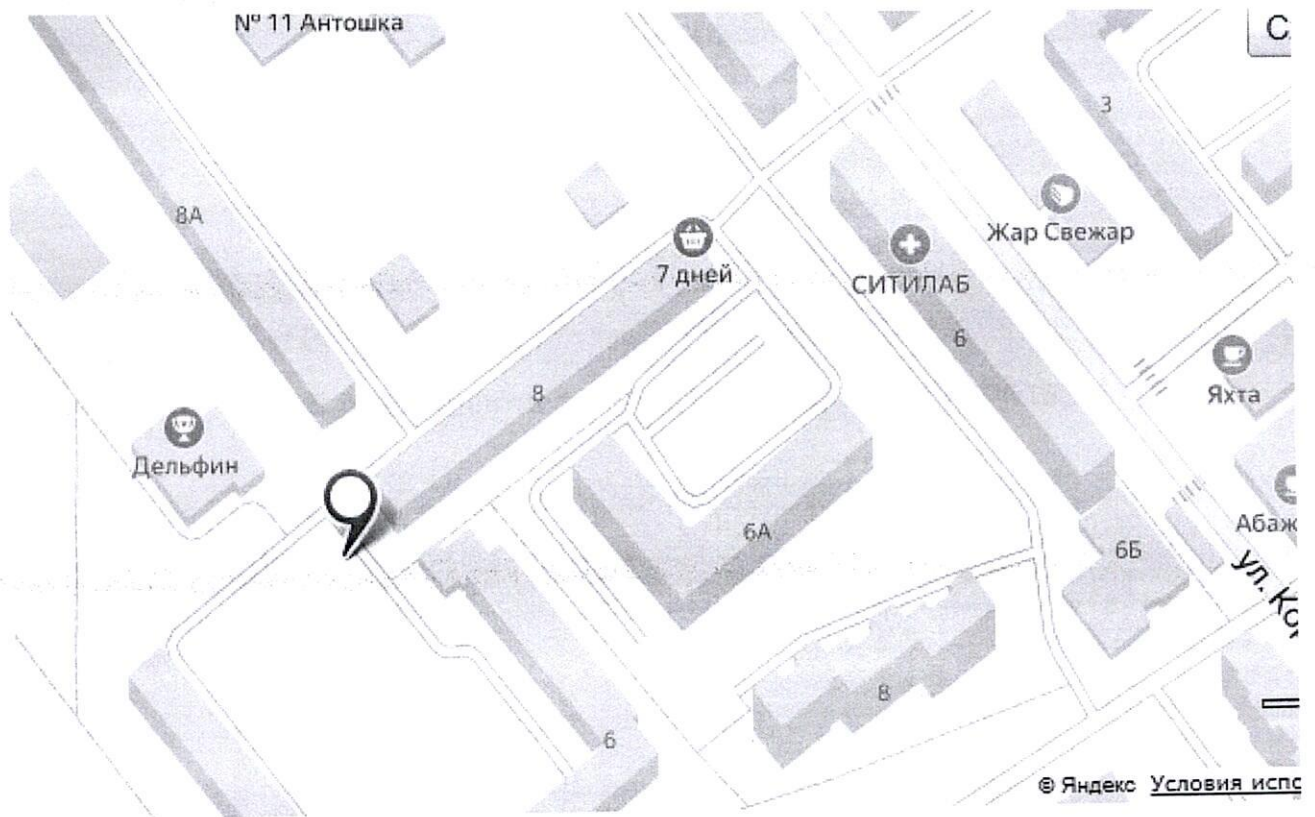 № 11 Антошка
С
3
8А
Жар Свежар
7 дней
СИТИЛАБ
6
8
Яхта
Дельфин
Абаж
6А
6Б
ул. Ко
8
6
© Яндекс Условия испо